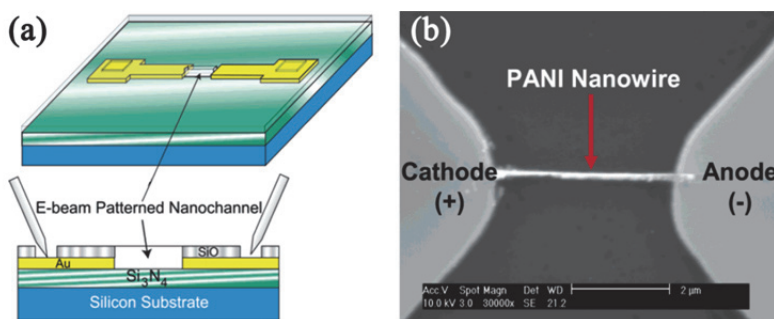 (a)
E-beam Patterned Nanochannel
SiO
Au
Si3N4
Silicon Substrate
(b)
PANI Nanowire
Cathode
(+)
Anode
(-)
Acc.V Spot Magn Det WD
10.0 kV 3.0 30000x SE 21.2
2 μm